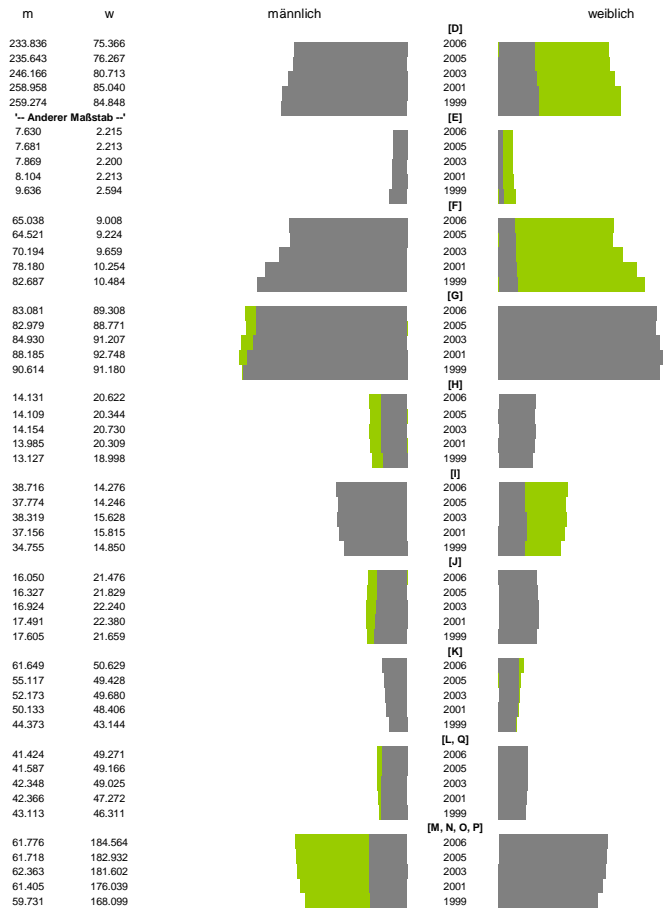 m w männlich weiblich
[D]
233.836 75.366 2006
235.643 76.267 2005
246.166 80.713 2003
258.958 85.040 2001
259.274 84.848 1999
'-- Anderer Maßstab --' [E]
7.630 2.215 2006
7.681 2.213 2005
7.869 2.200 2003
8.104 2.213 2001
9.636 2.594 1999
[F]
65.038 9.008 2006
64.521 9.224 2005
70.194 9.659 2003
78.180 10.254 2001
82.687 10.484 1999
[G]
83.081 89.308 2006
82.979 88.771 2005
84.930 91.207 2003
88.185 92.748 2001
90.614 91.180 1999
[H]
14.131 20.622 2006
14.109 20.344 2005
14.154 20.730 2003
13.985 20.309 2001
13.127 18.998 1999
[I]
38.716 14.276 2006
37.774 14.246 2005
38.319 15.628 2003
37.156 15.815 2001
34.755 14.850 1999
[J]
16.050 21.476 2006
16.327 21.829 2005
16.924 22.240 2003
17.491 22.380 2001
17.605 21.659 1999
[K]
61.649 50.629 2006
55.117 49.428 2005
52.173 49.680 2003
50.133 48.406 2001
44.373 43.144 1999
[L, Q]
41.424 49.271 2006
41.587 49.166 2005
42.348 49.025 2003
42.366 47.272 2001
43.113 46.311 1999
[M, N, O, P]
61.776 184.564 2006
61.718 182.932 2005
62.363 181.602 2003
61.405 176.039 2001
59.731 168.099 1999